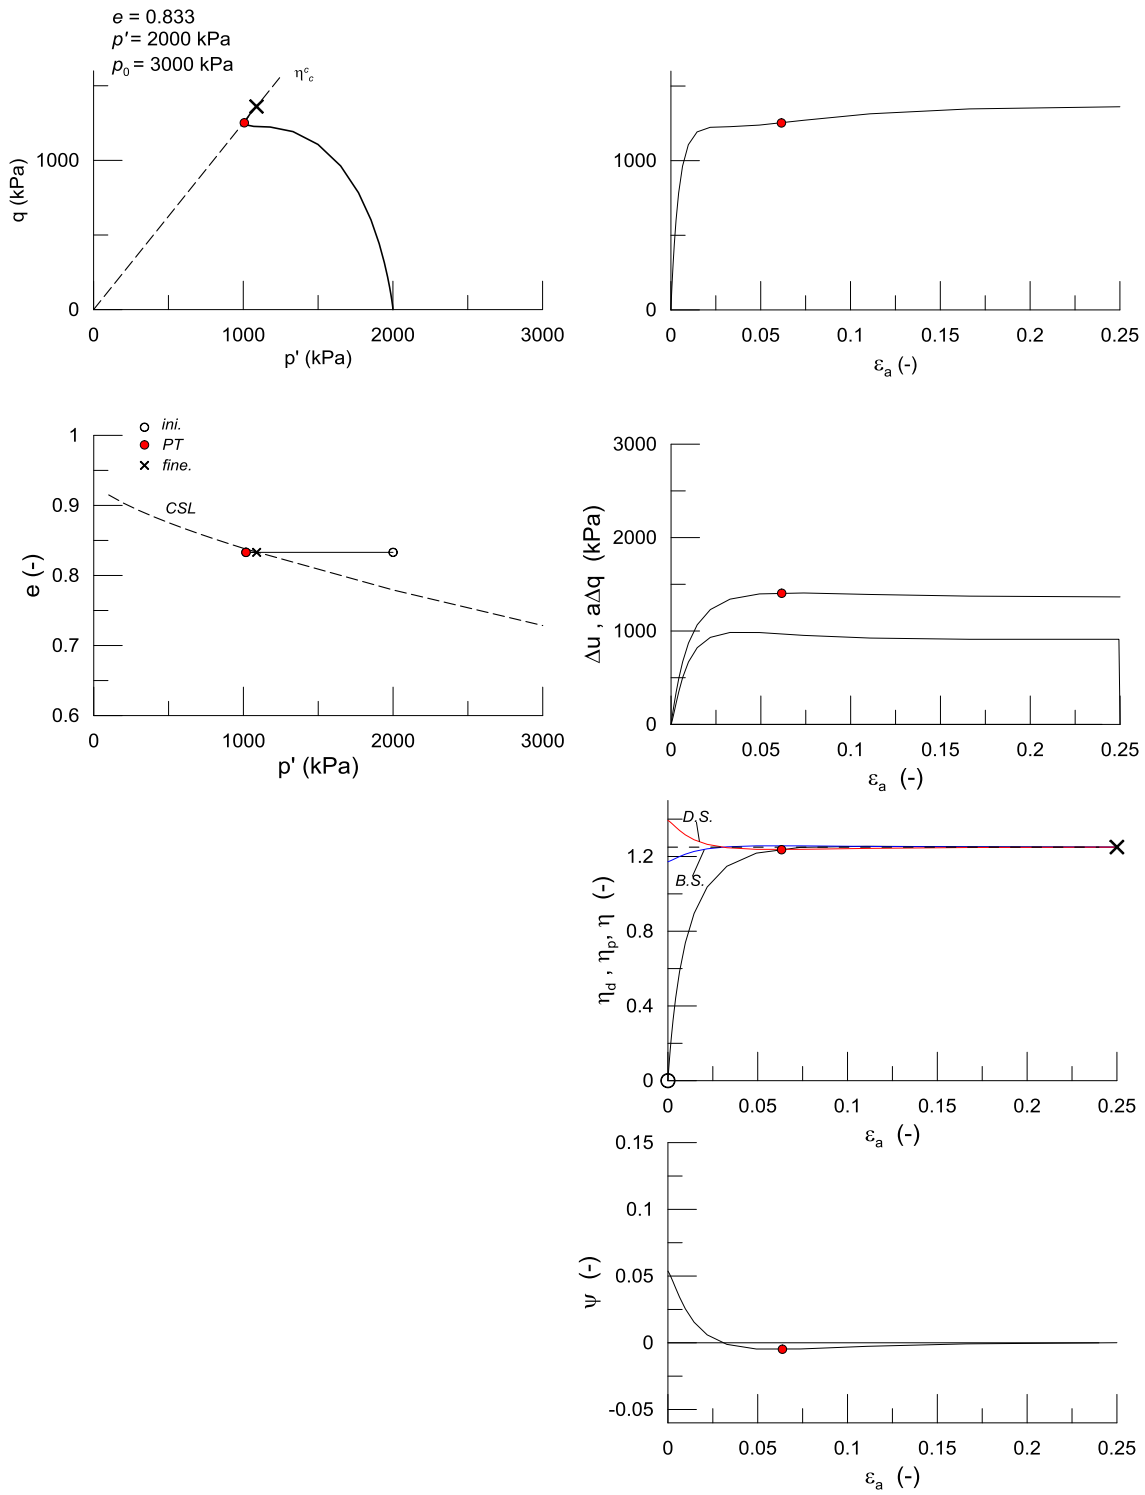 e = 0.833
p' = 2000 kPa
p0 = 3000 kPa
ηcc
q (kPa)
1000
0
0
1000
2000
3000
p' (kPa)
1000
0
0
0.05
0.1
0.15
0.2
0.25
εa (-)
ini.
PT
fine.
CSL
e (-)
1
0.9
0.8
0.7
0.6
0
1000
2000
3000
p' (kPa)
Δu , aΔq (kPa)
3000
2000
1000
0
0
0.05
0.1
0.15
0.2
0.25
εa (-)
D.S.
B.S.
ηd , ηp, η (-)
1.2
0.8
0.4
0
0
0.05
0.1
0.15
0.2
0.25
εa (-)
ψ (-)
0.15
0.1
0.05
0
-0.05
0
0.05
0.1
0.15
0.2
0.25
εa (-)